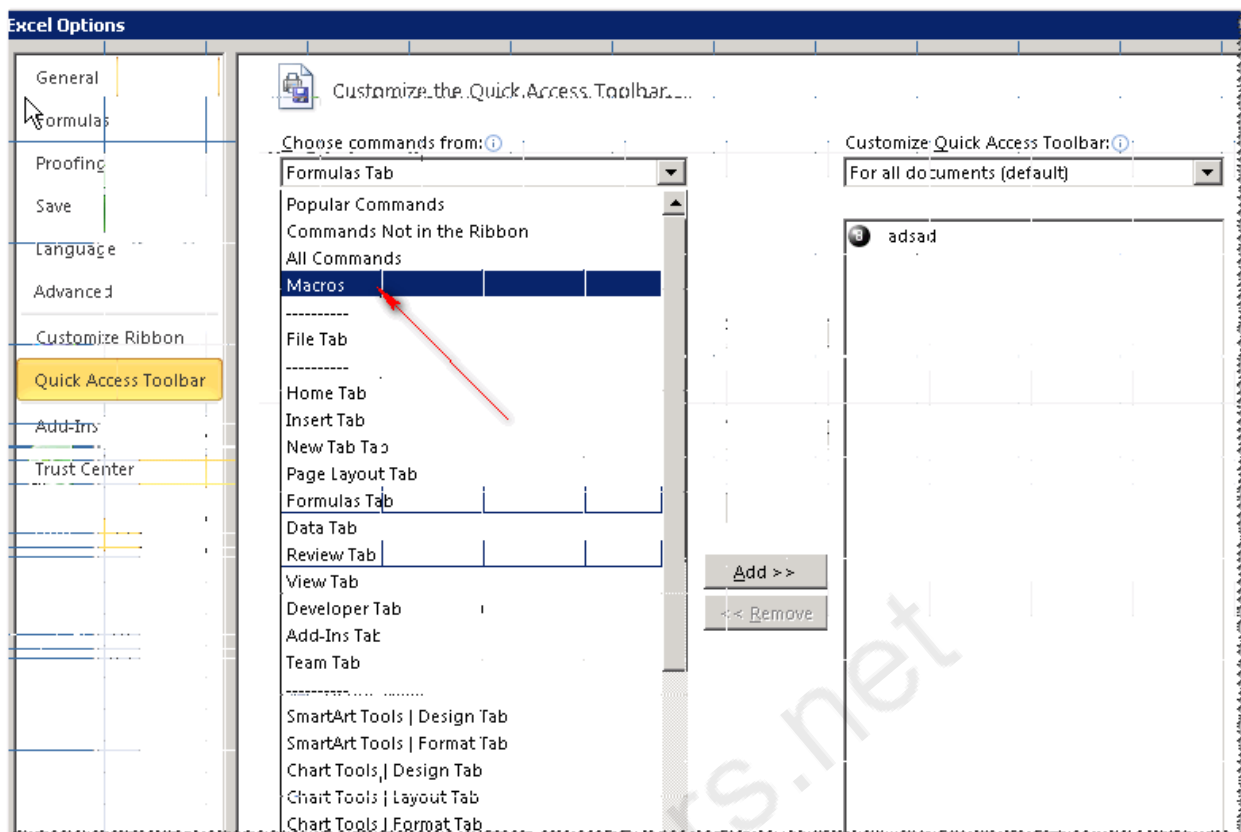 Excel Options
General
Formulas
Proofing
Save
Language
Advanced
Customize Ribbon
Quick Access Toolbar
Add-Ins
Trust Center
Customize the Quick Access Toolbar.
Choose commands from:
Formulas Tab
Popular Commands
Commands Not in the Ribbon
All Commands
Macros
----------
File Tab
----------
Home Tab
Insert Tab
New Tab Tab
Page Layout Tab
Formulas Tab
Data Tab
Review Tab
View Tab
Developer Tab
Add-Ins Tab
Team Tab
----------
SmartArt Tools | Design Tab
SmartArt Tools | Format Tab
Chart Tools | Design Tab
Chart Tools | Layout Tab
Chart Tools | Format Tab
Add >>
<< Remove
Customize Quick Access Toolbar:
For all documents (default)
adsad
rs.net